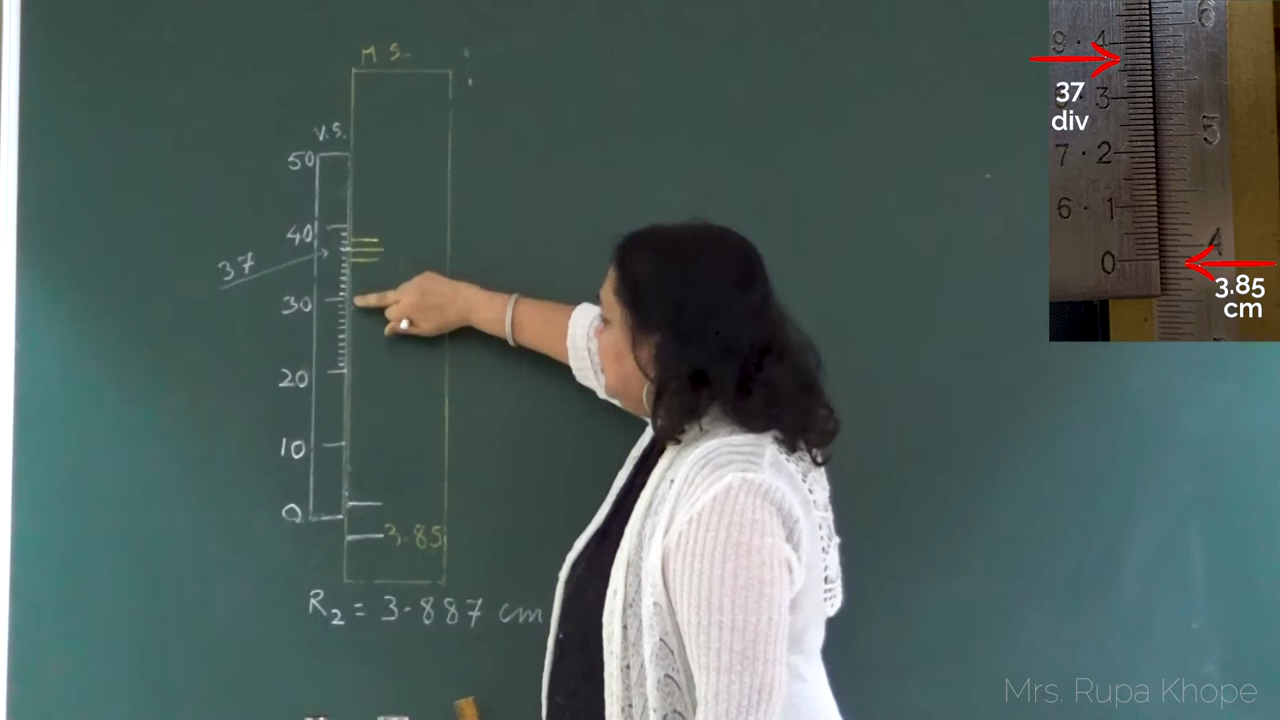 M S
V.S.
50
40
37
30
20
10
0
3.85
R2 = 3.887 cm
9 · 4
3
7 · 2
6 · 1
0
6
5
4
37
div
3.85
cm
Mrs. Rupa Khope